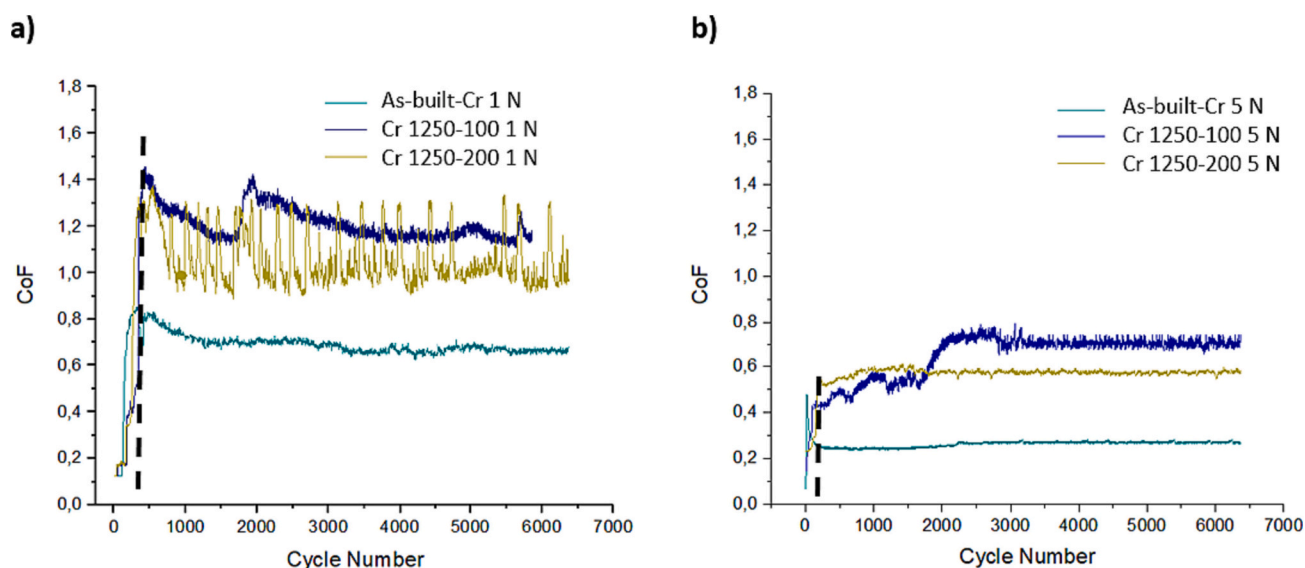 a)
1,8
1,6
1,4
1,2
1,0
0,8
0,6
0,4
0,2
0,0
CoF
As-built-Cr 1 N
Cr 1250-100 1 N
Cr 1250-200 1 N
0 1000 2000 3000 4000 5000 6000 7000
Cycle Number
b)
1,8
1,6
1,4
1,2
1,0
0,8
0,6
0,4
0,2
0,0
CoF
As-built-Cr 5 N
Cr 1250-100 5 N
Cr 1250-200 5 N
0 1000 2000 3000 4000 5000 6000 7000
Cycle Number